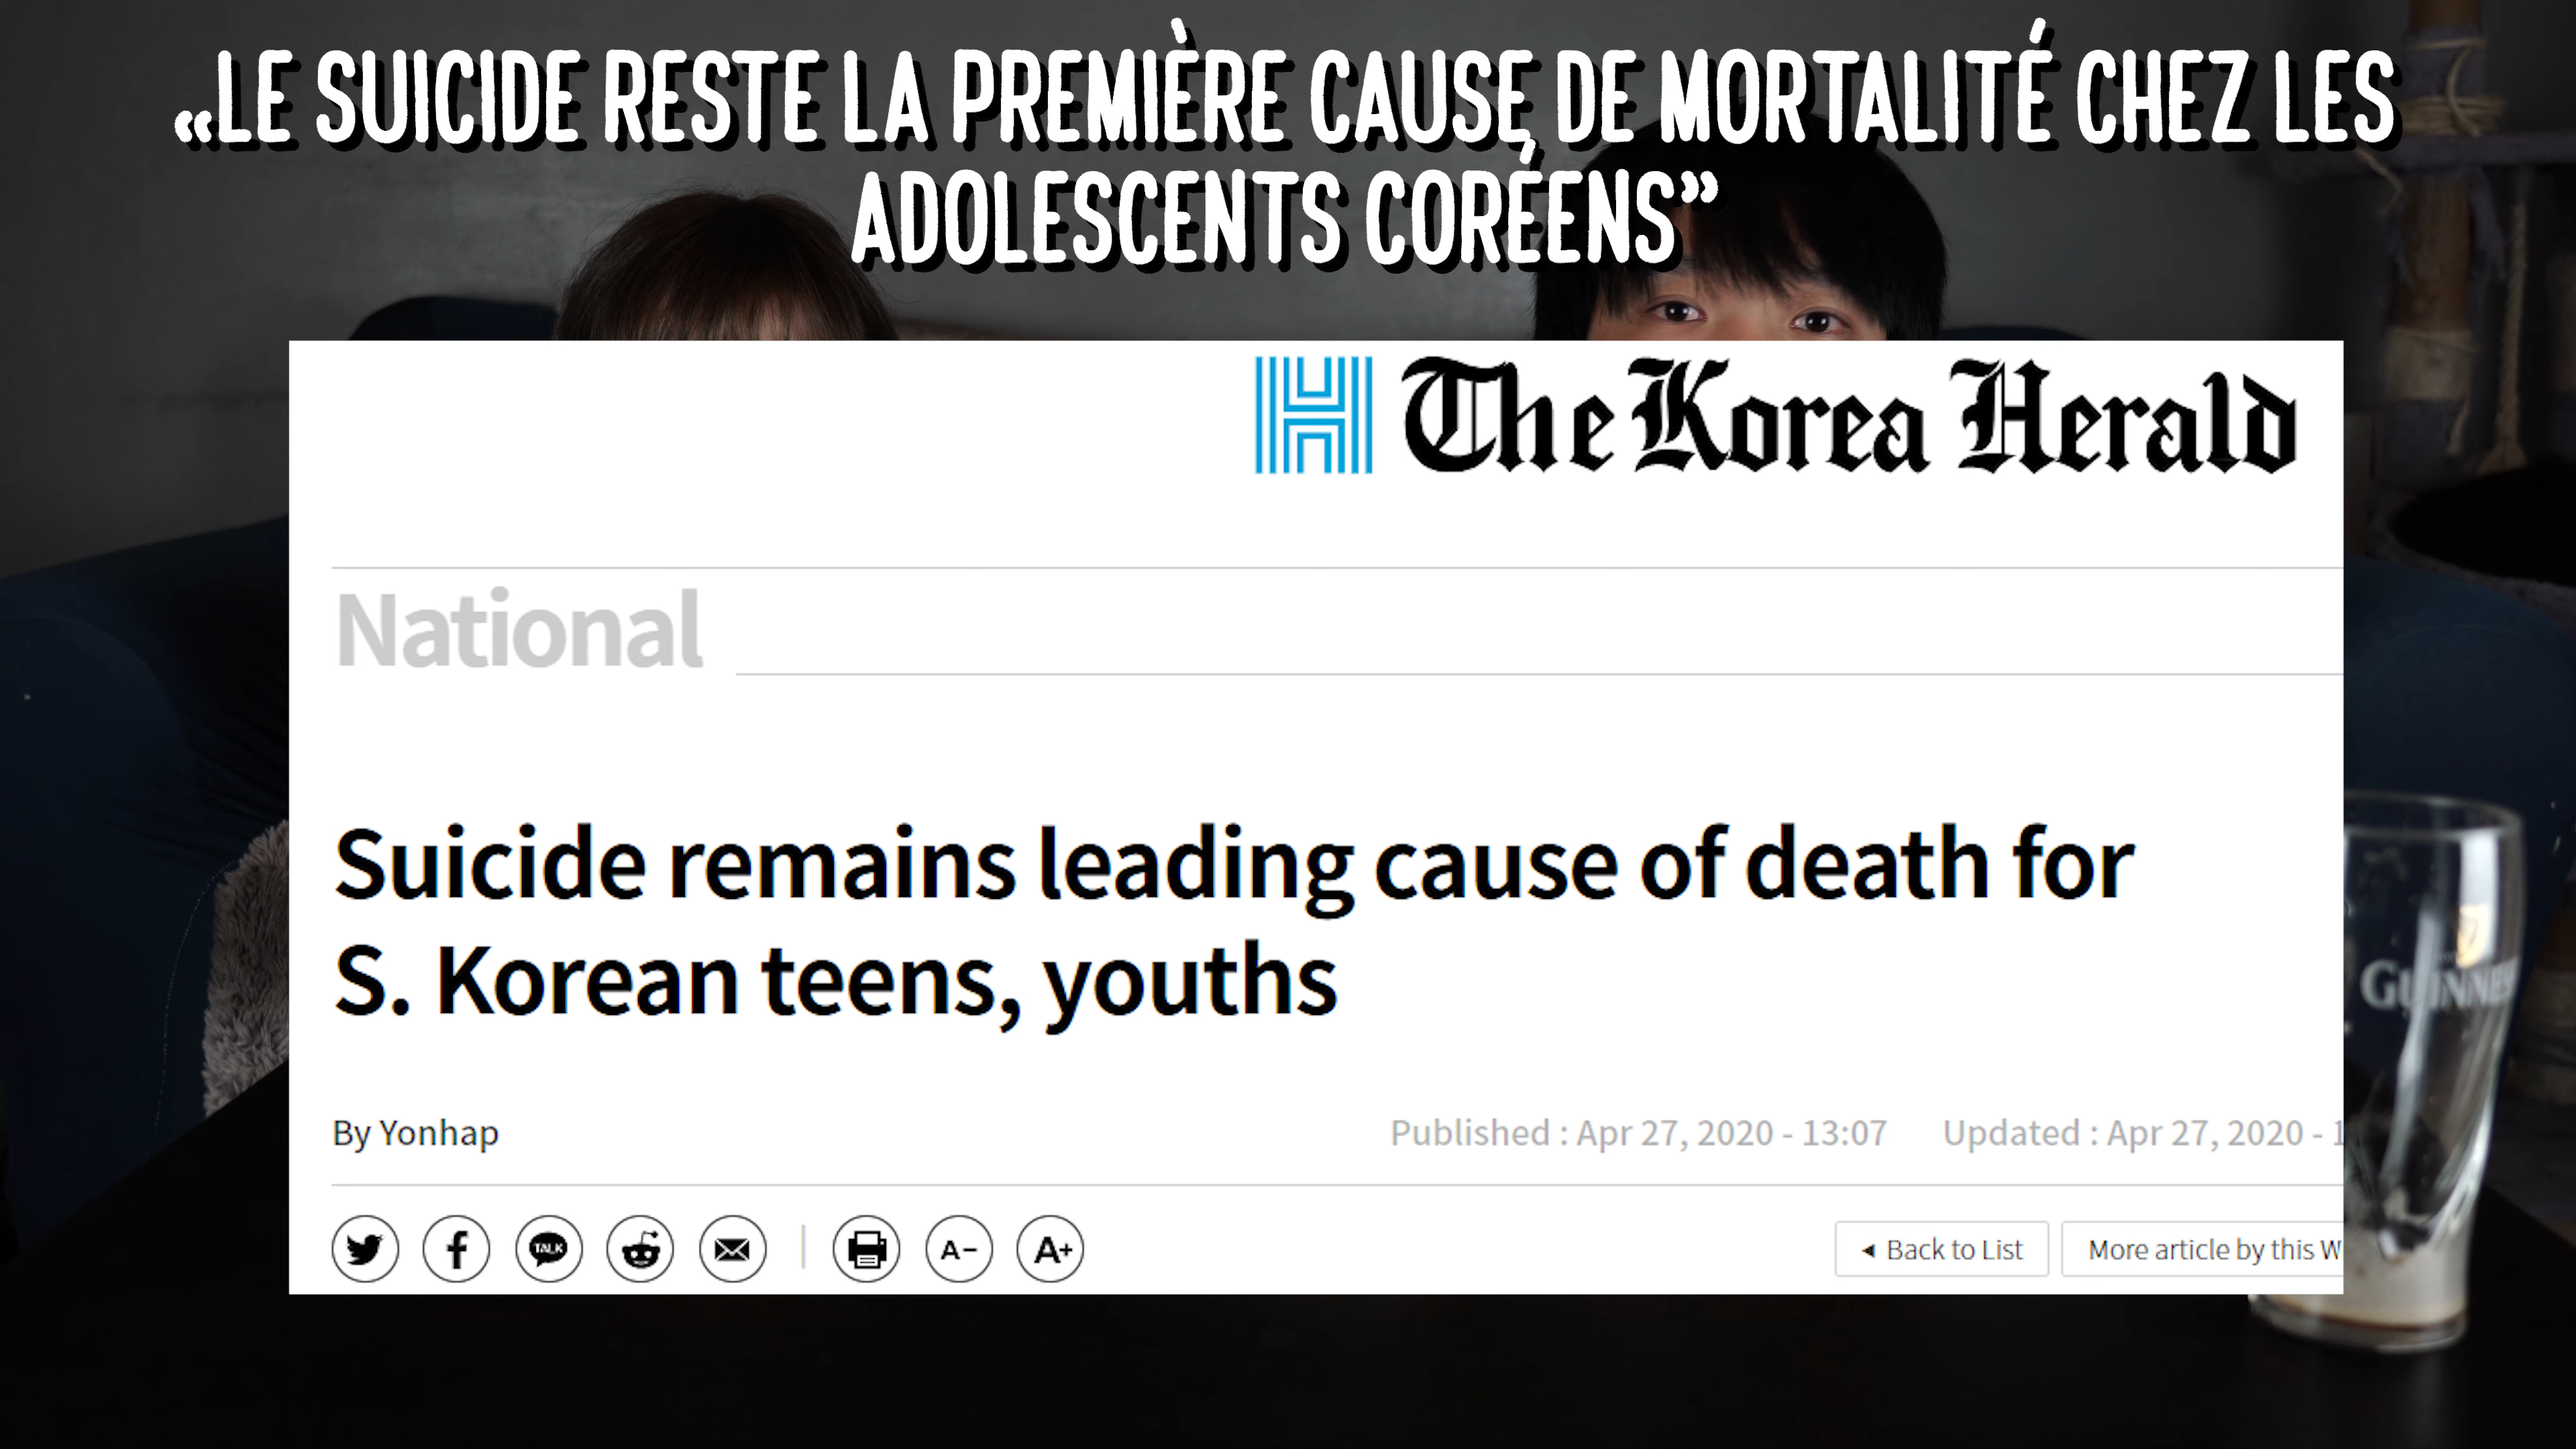 «LE SUICIDE RESTE LA PREMIÈRE CAUSE DE MORTALITÉ CHEZ LES
ADOLESCENTS CORÉENS”
The Korea Herald
National
Suicide remains leading cause of death for
S. Korean teens, youths
By Yonhap Published : Apr 27, 2020 - 13:07 Updated : Apr 27, 2020 - 1
TALK A- A+ Back to List More article by this W